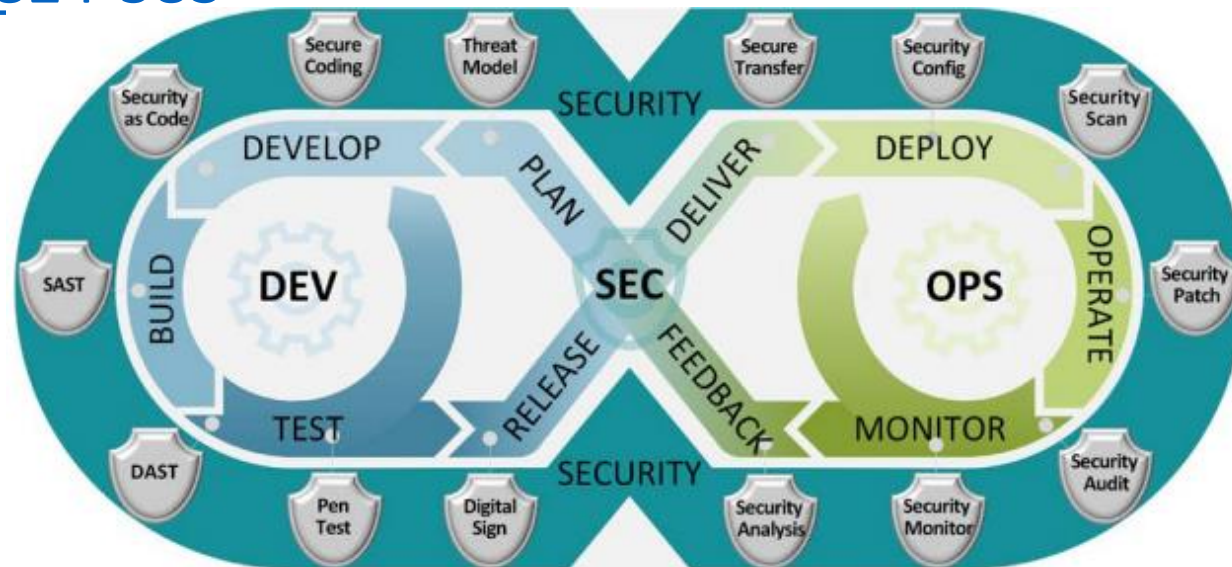 Secure
Coding
Threat
Model
Secure
Transfer
Security
Config
Security
as Code
SECURITY
Security
Scan
DEVELOP
PLAN
DELIVER
DEPLOY
SAST
BUILD
DEV
SEC
OPS
OPERATE
Security
Patch
TEST
RELEASE
FEEDBACK
MONITOR
DAST
SECURITY
Security
Audit
Pen
Test
Digital
Sign
Security
Analysis
Security
Monitor